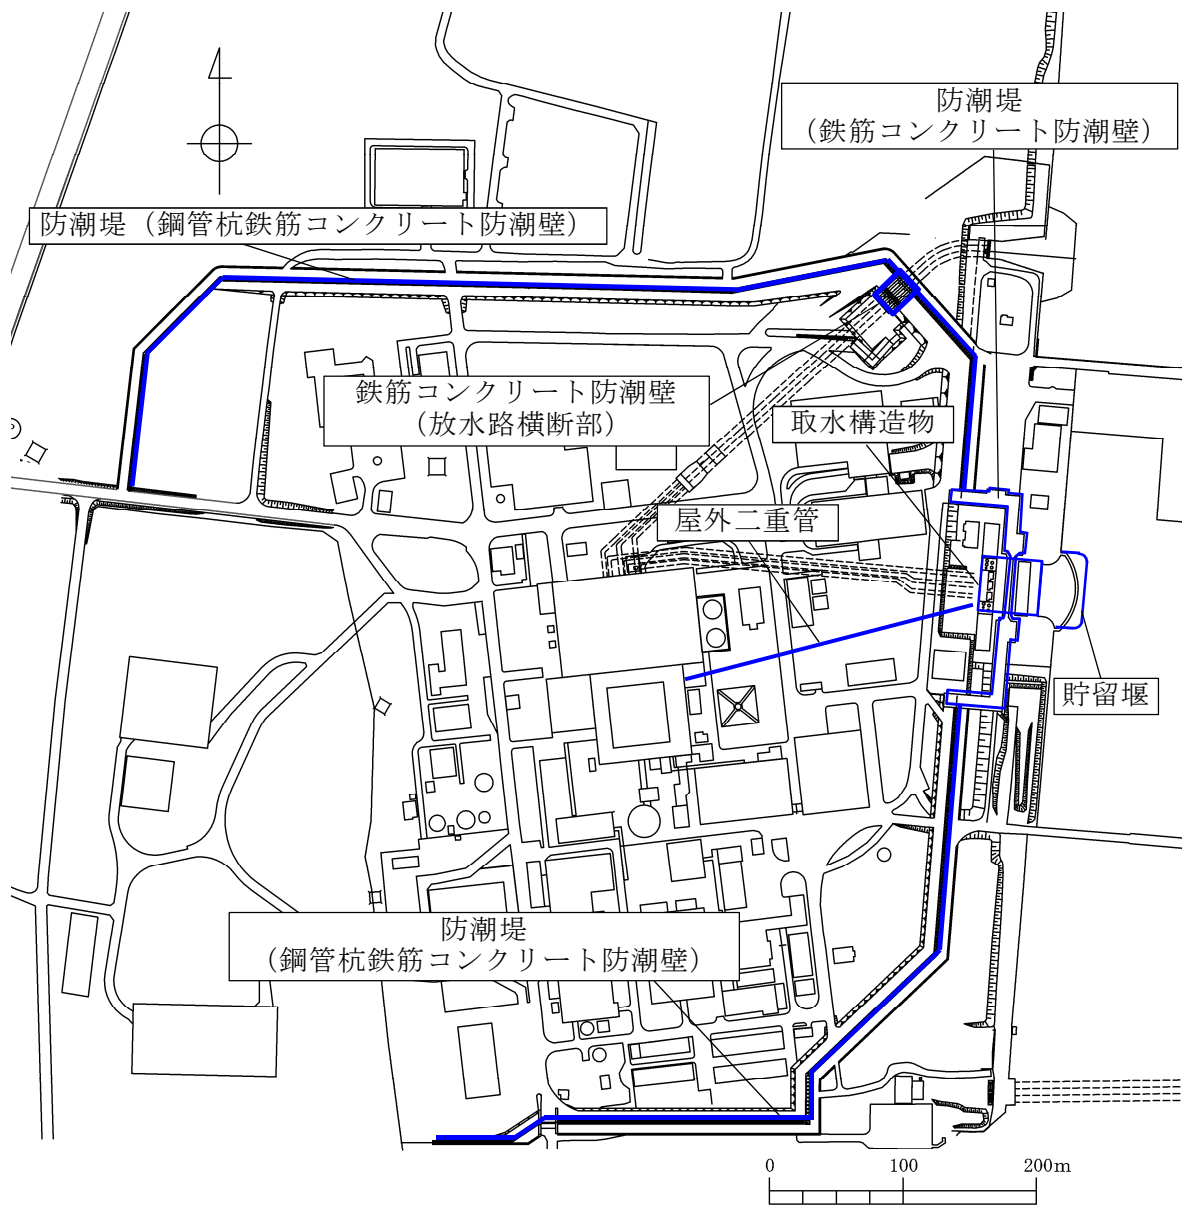 防潮堤
（鉄筋コンクリート防潮壁）
防潮堤（鋼管杭鉄筋コンクリート防潮壁）
鉄筋コンクリート防潮壁
（放水路横断部）
取水構造物
屋外二重管
貯留堰
防潮堤
（鋼管杭鉄筋コンクリート防潮壁）
0 100 200m